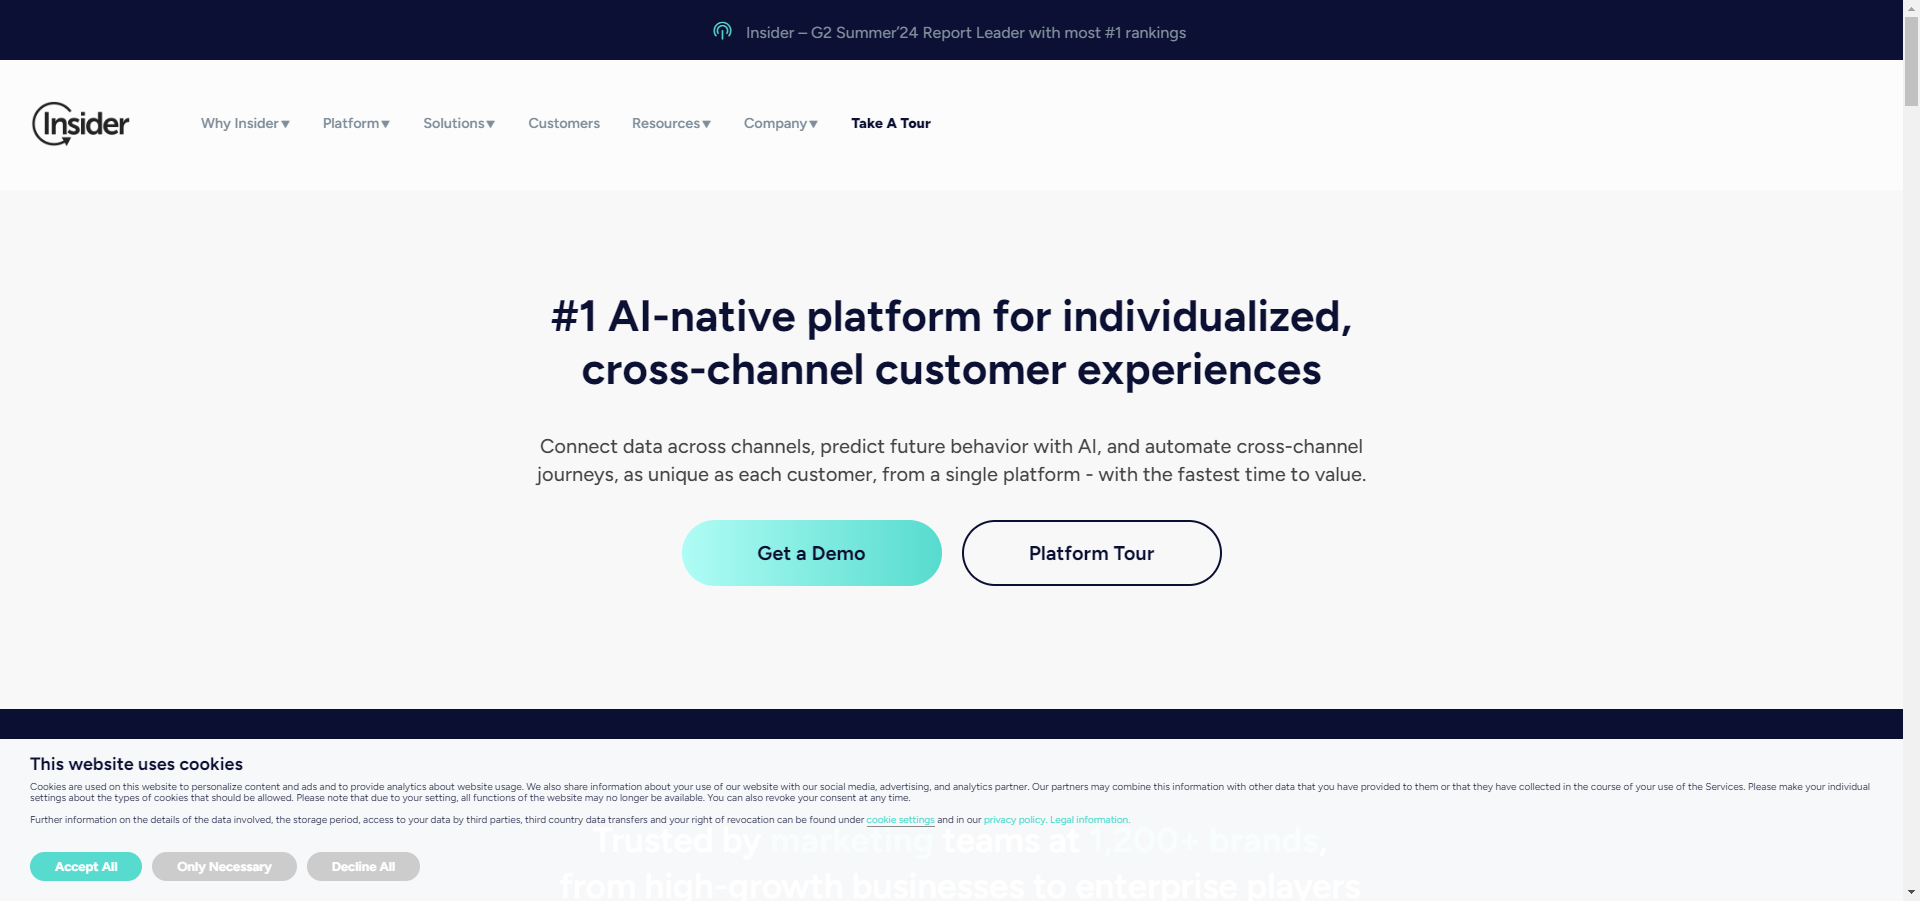 Insider – G2 Summer’24 Report Leader with most #1 rankings
Insider
Why Insider▼ Platform▼ Solutions▼ Customers Resources▼ Company▼ Take A Tour
#1 AI-native platform for individualized,
cross-channel customer experiences
Connect data across channels, predict future behavior with AI, and automate cross-channel
journeys, as unique as each customer, from a single platform - with the fastest time to value.
Get a Demo
Platform Tour
This website uses cookies
Cookies are used on this website to personalize content and ads and to provide analytics about website usage. We also share information about your use of our website with our social media, advertising, and analytics partner. Our partners may combine this information with other data that you have provided to them or that they have collected in the course of your use of the Services. Please make your individual
settings about the types of cookies that should be allowed. Please note that due to your setting, all functions of the website may no longer be available. You can also revoke your consent at any time.
Further information on the details of the data involved, the storage period, access to your data by third parties, third country data transfers and your right of revocation can be found under cookie settings and in our privacy policy. Legal information.
Trusted by marketing teams at 1,200+ brands,
Accept All
Only Necessary
Decline All
from high-growth businesses to enterprise players